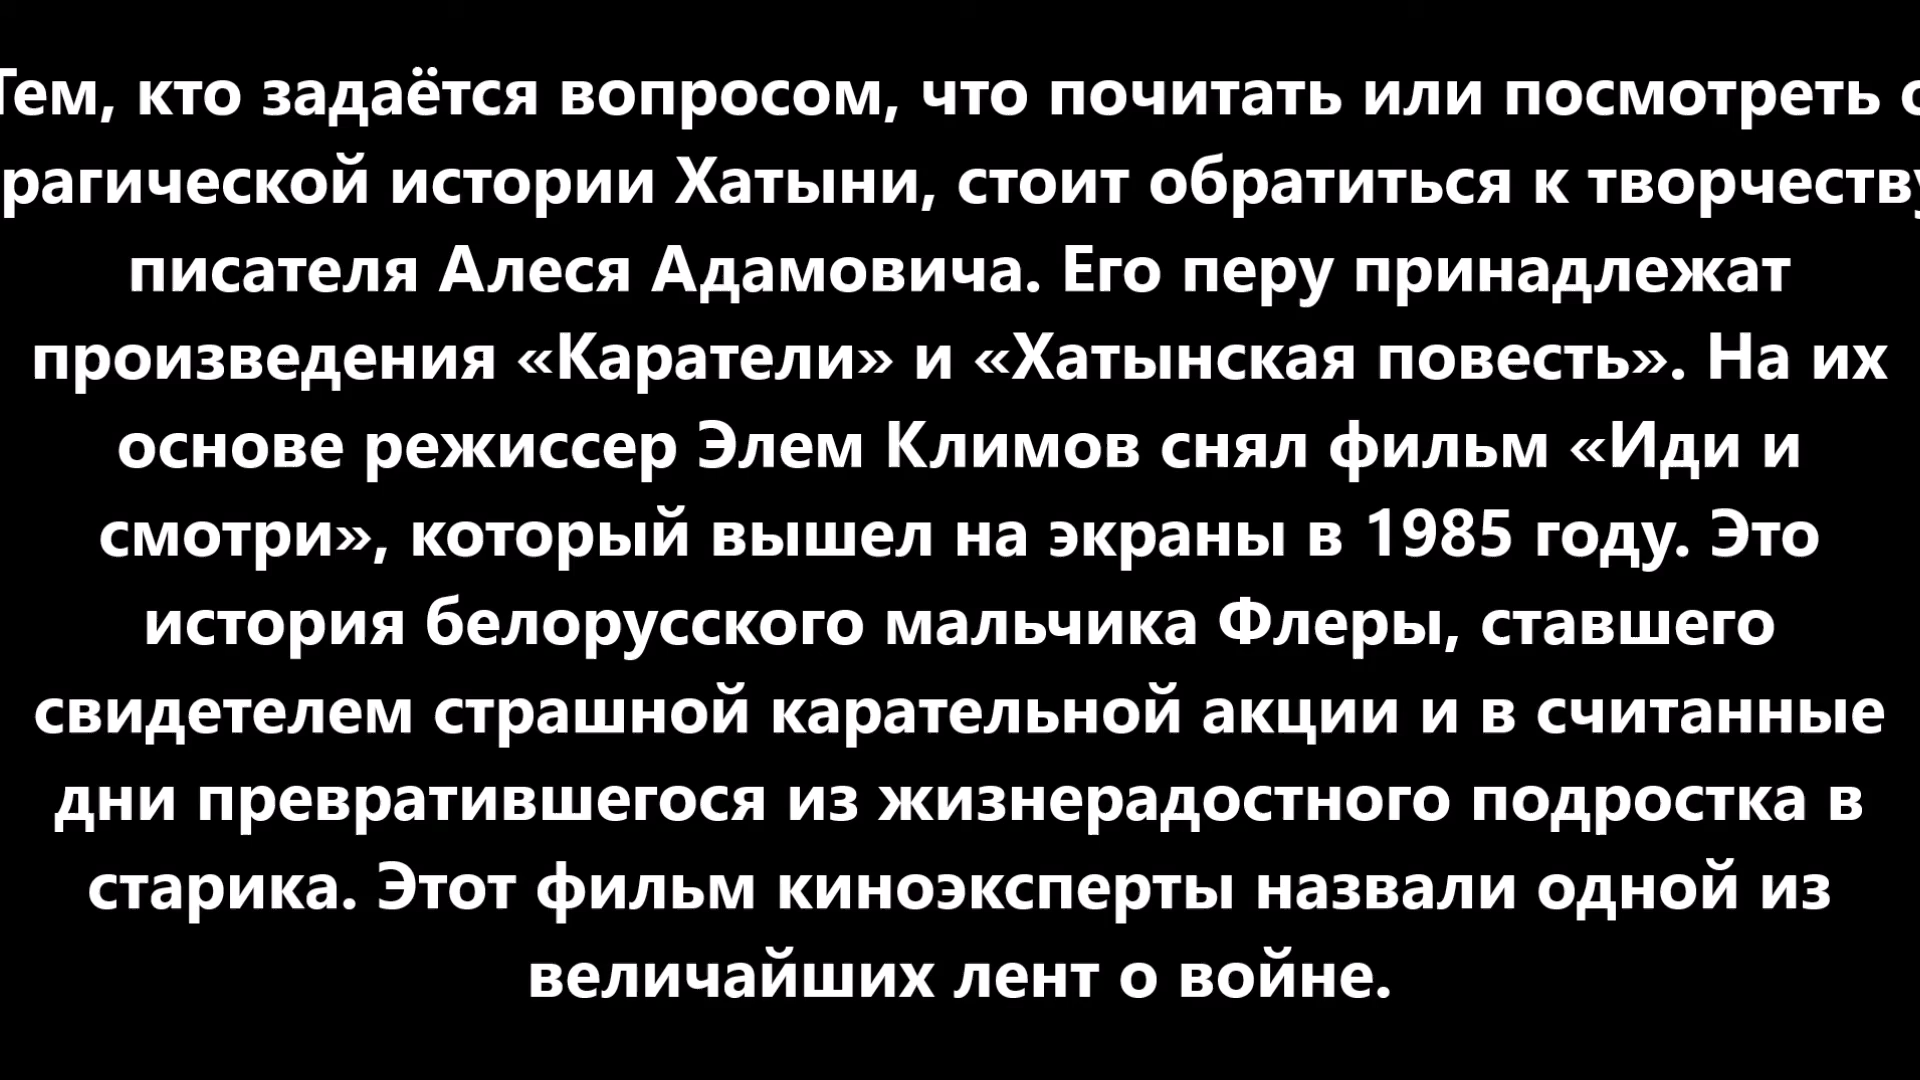 Тем, кто задаётся вопросом, что почитать или посмотреть о
рагической истории Хатыни, стоит обратиться к творчеству
писателя Алеся Адамовича. Его перу принадлежат
произведения «Каратели» и «Хатынская повесть». На их
основе режиссер Элем Климов снял фильм «Иди и
смотри», который вышел на экраны в 1985 году. Это
история белорусского мальчика Флеры, ставшего
свидетелем страшной карательной акции и в считанные
дни превратившегося из жизнерадостного подростка в
старика. Этот фильм киноэксперты назвали одной из
величайших лент о войне.